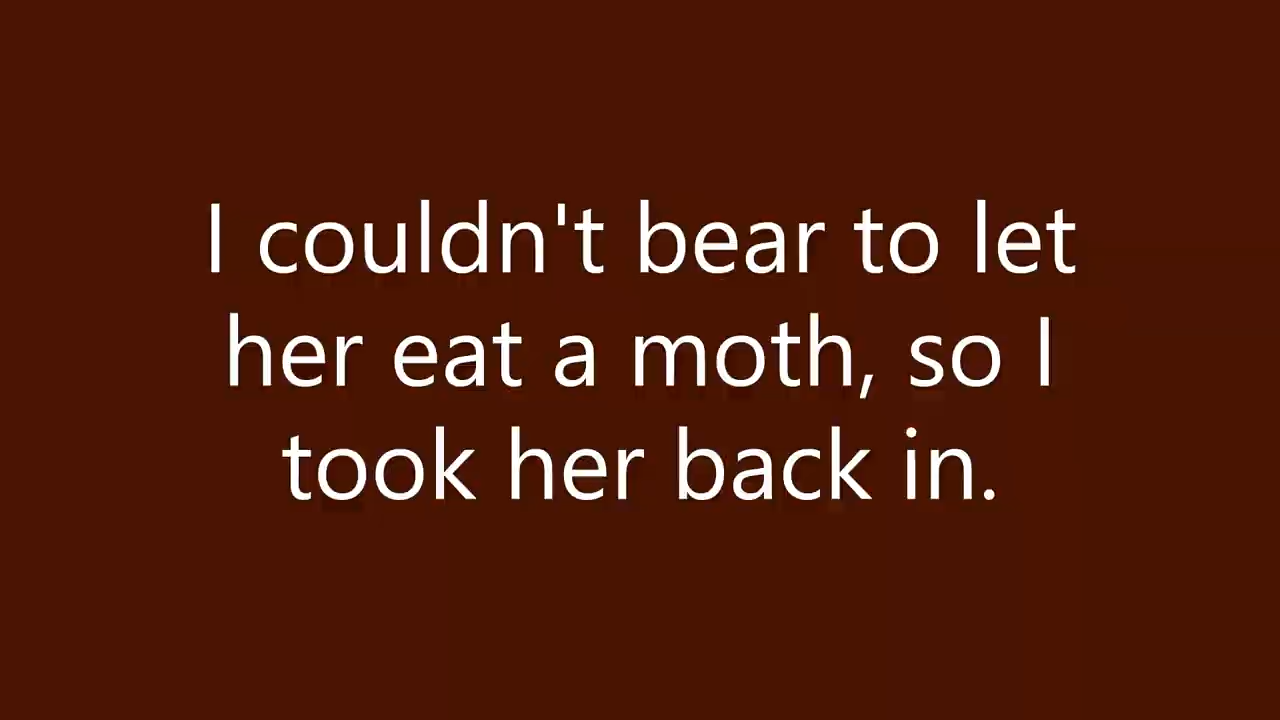 I couldn't bear to let
her eat a moth, so I
took her back in.